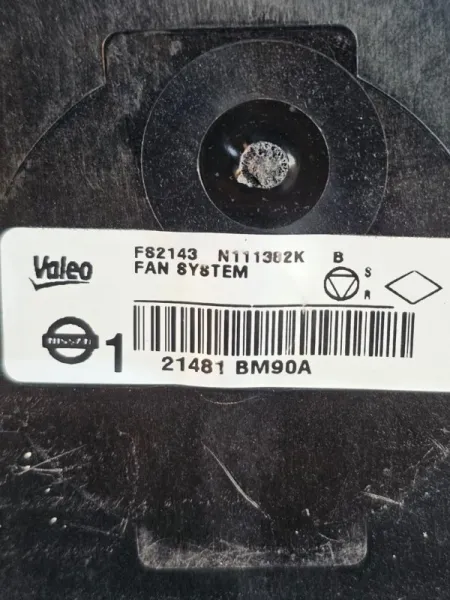 Valeo
F82143 N111382K B
FAN SYSTEM
S
R
NISSAN 1
21481 BM90A